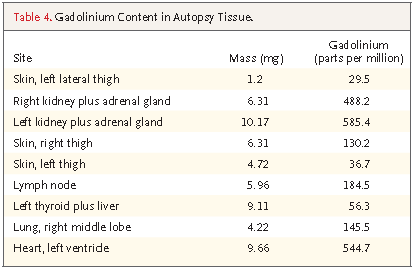 Table 4. Gadolinium Content in Autopsy Tissue.
Gadolinium
Site Mass (mg) (parts per million)
Skin, left lateral thigh 1.2 29.5
Right kidney plus adrenal gland 6.31 488.2
Left kidney plus adrenal gland 10.17 585.4
Skin, right thigh 6.31 130.2
Skin, left thigh 4.72 36.7
Lymph node 5.96 184.5
Left thyroid plus liver 9.11 56.3
Lung, right middle lobe 4.22 145.5
Heart, left ventricle 9.66 544.7